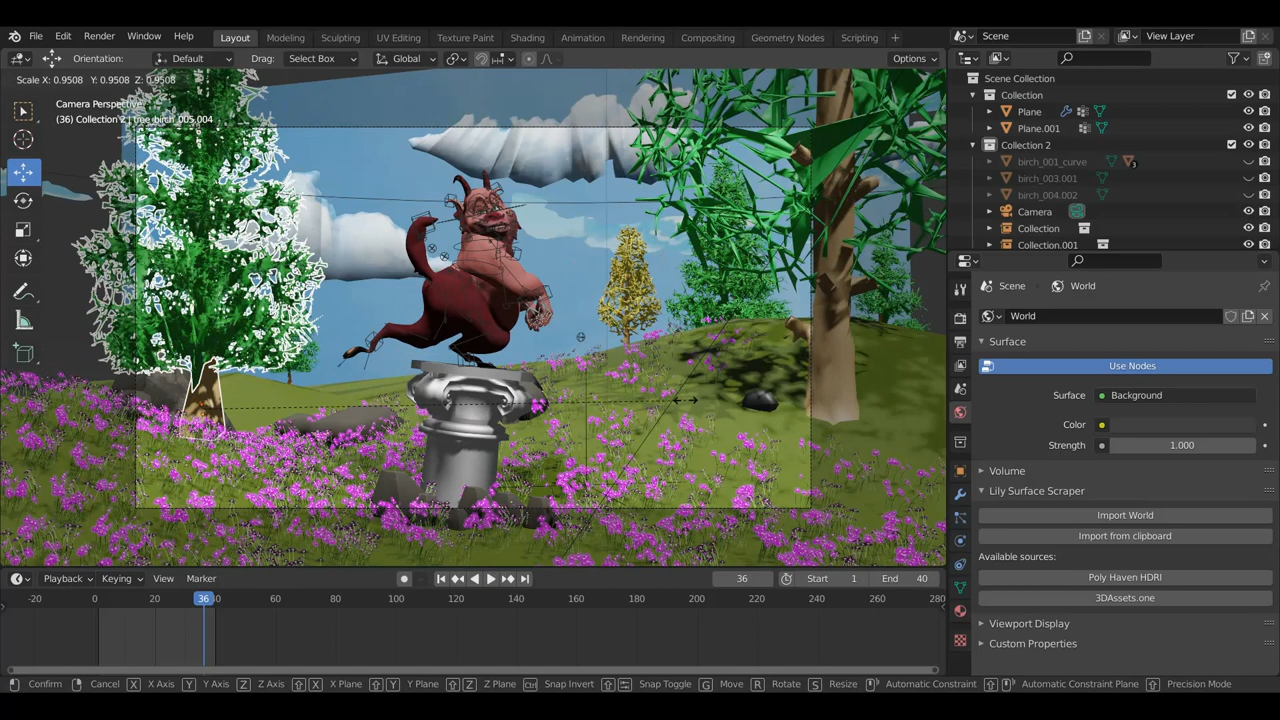 File Edit Render Window Help Layout Modeling Sculpting UV Editing Texture Paint Shading Animation Rendering Compositing Geometry Nodes Scripting + Scene View Layer
Orientation: Default Drag: Select Box Global Options
Scale X: 0.9508 Y: 0.9508 Z: 0.9508
Camera Perspective
(36) Collection 2 | tree_birch_005.004
Scene Collection
Collection
Plane
Plane.001
Collection 2
birch_001_curve 3
birch_003.001
birch_004.002
Camera
Collection
Collection.001
Scene World
World
Surface
Use Nodes
Surface Background
Color
Strength 1.000
Volume
Lily Surface Scraper
Import World
Import from clipboard
Available sources:
Poly Haven HDRI
3DAssets.one
Viewport Display
Custom Properties
Playback Keying View Marker 36 Start 1 End 40
-20 0 20 36 40 60 80 100 120 140 160 180 200 220 240 260 280
Confirm Cancel X X Axis Y Y Axis Z Z Axis X X Plane Y Y Plane Z Z Plane Ctrl Snap Invert Snap Toggle G Move R Rotate S Resize Automatic Constraint Automatic Constraint Plane Precision Mode